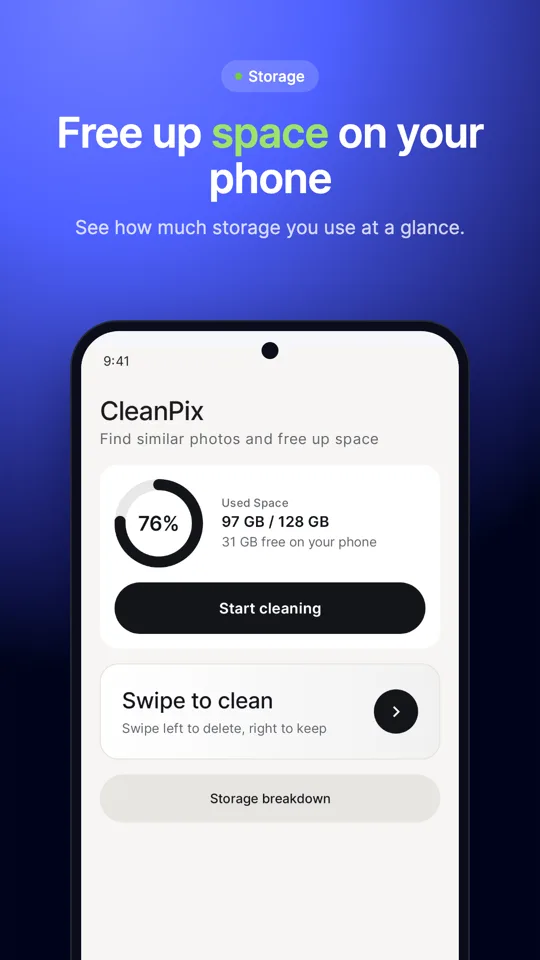 Storage
Free up space on your
phone
See how much storage you use at a glance.
9:41
CleanPix
Find similar photos and free up space
76%
Used Space
97 GB / 128 GB
31 GB free on your phone
Start cleaning
Swipe to clean
Swipe left to delete, right to keep
Storage breakdown